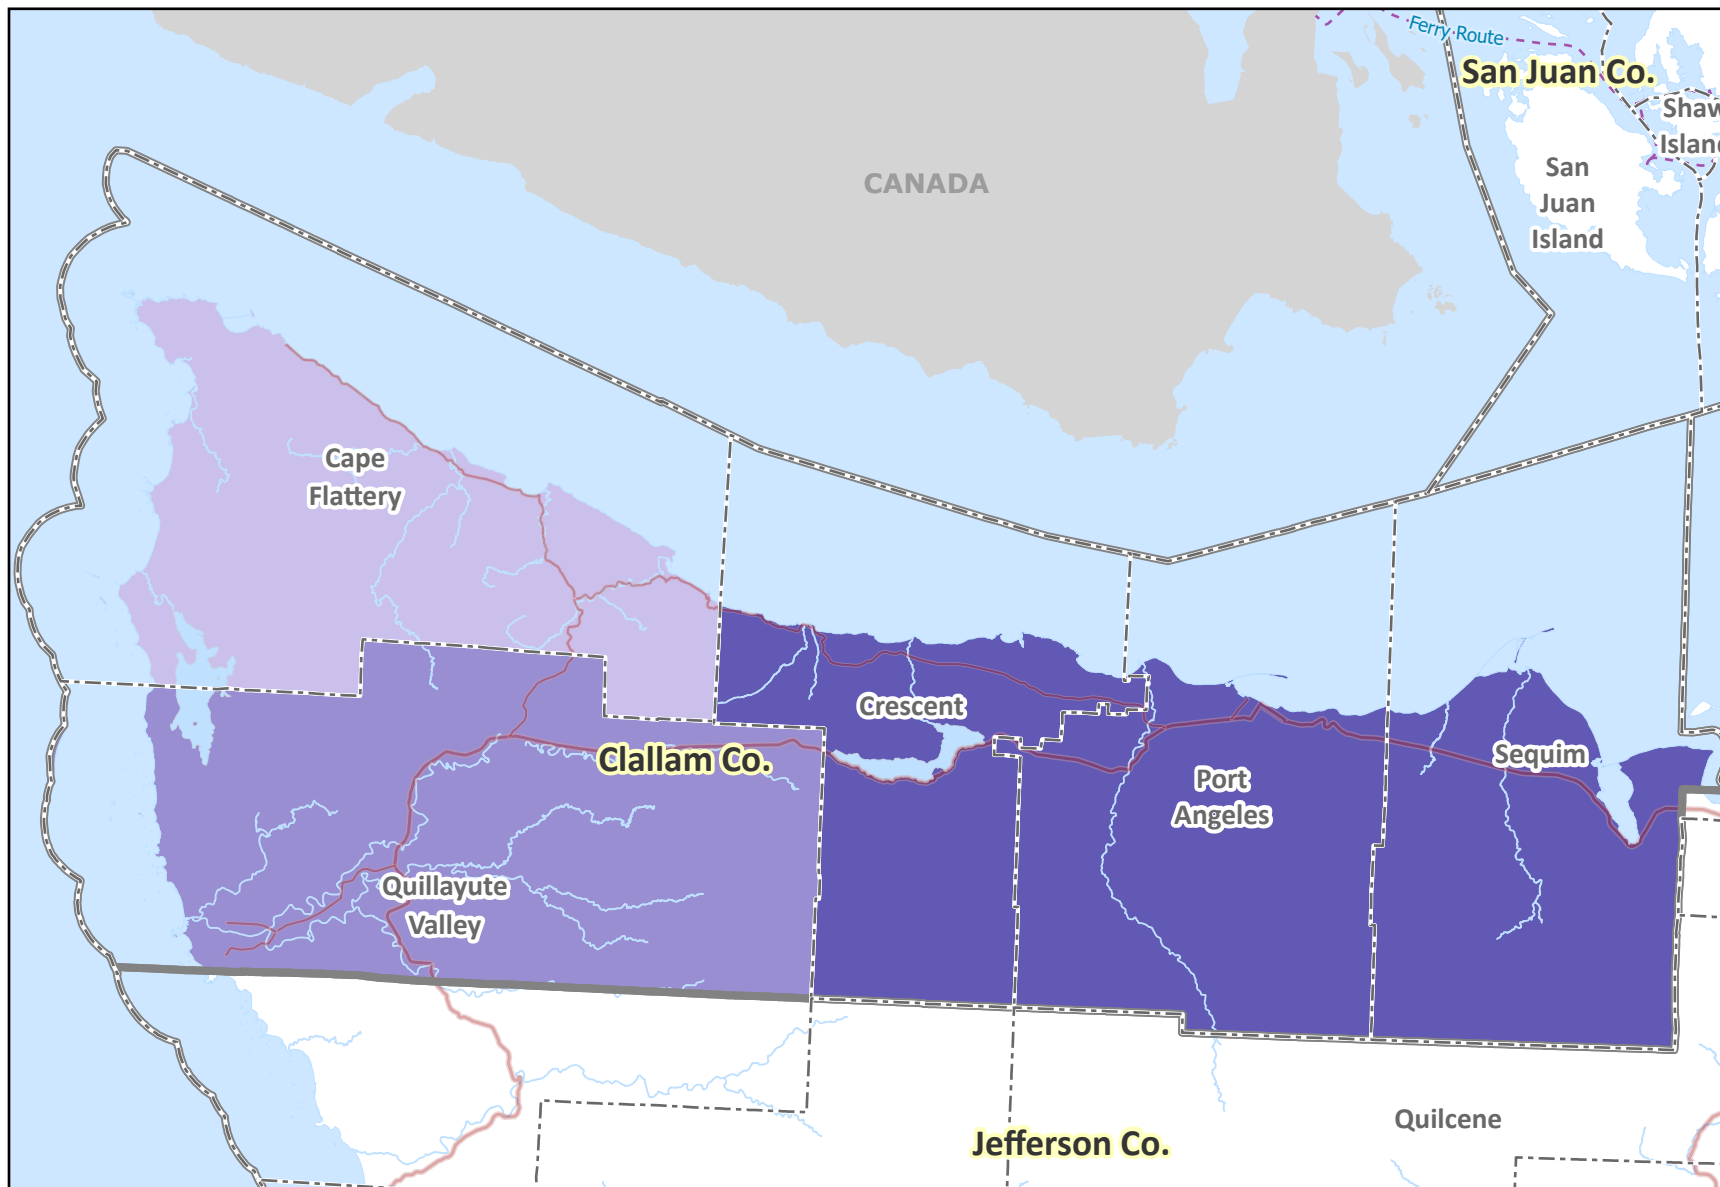 Ferry Route
San Juan Co.
Shaw
Island
CANADA
San
Juan
Island
Cape
Flattery
Crescent
Clallam Co.
Sequim
Port
Angeles
Quillayute
Valley
Quilcene
Jefferson Co.